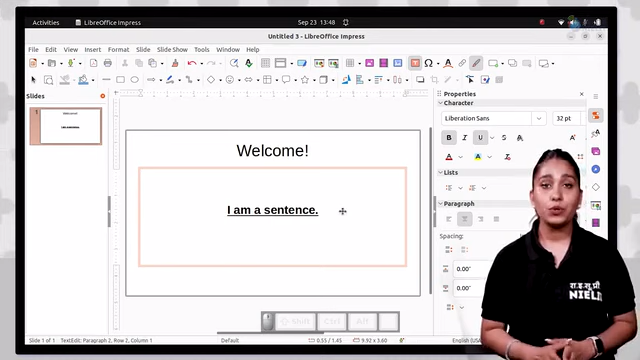 Activities
LibreOffice Impress
Sep 23 13:48
Untitled 3 - LibreOffice Impress
File Edit View Insert Format Slide Slide Show Tools Window Help
Slides
1
Welcome!
I am a sentence.
Properties
Character
Liberation Sans
32 pt
B I U S A
Lists
Paragraph
Spacing:
0.00"
0.00"
Shift Ctrl Alt
रा.इ.सू.प्रौ
NIELIT
Slide 1 of 1
TextEdit: Paragraph 2, Row 2, Column 1
Default
0.55 / 1.45
9.92 x 3.60
English (USA